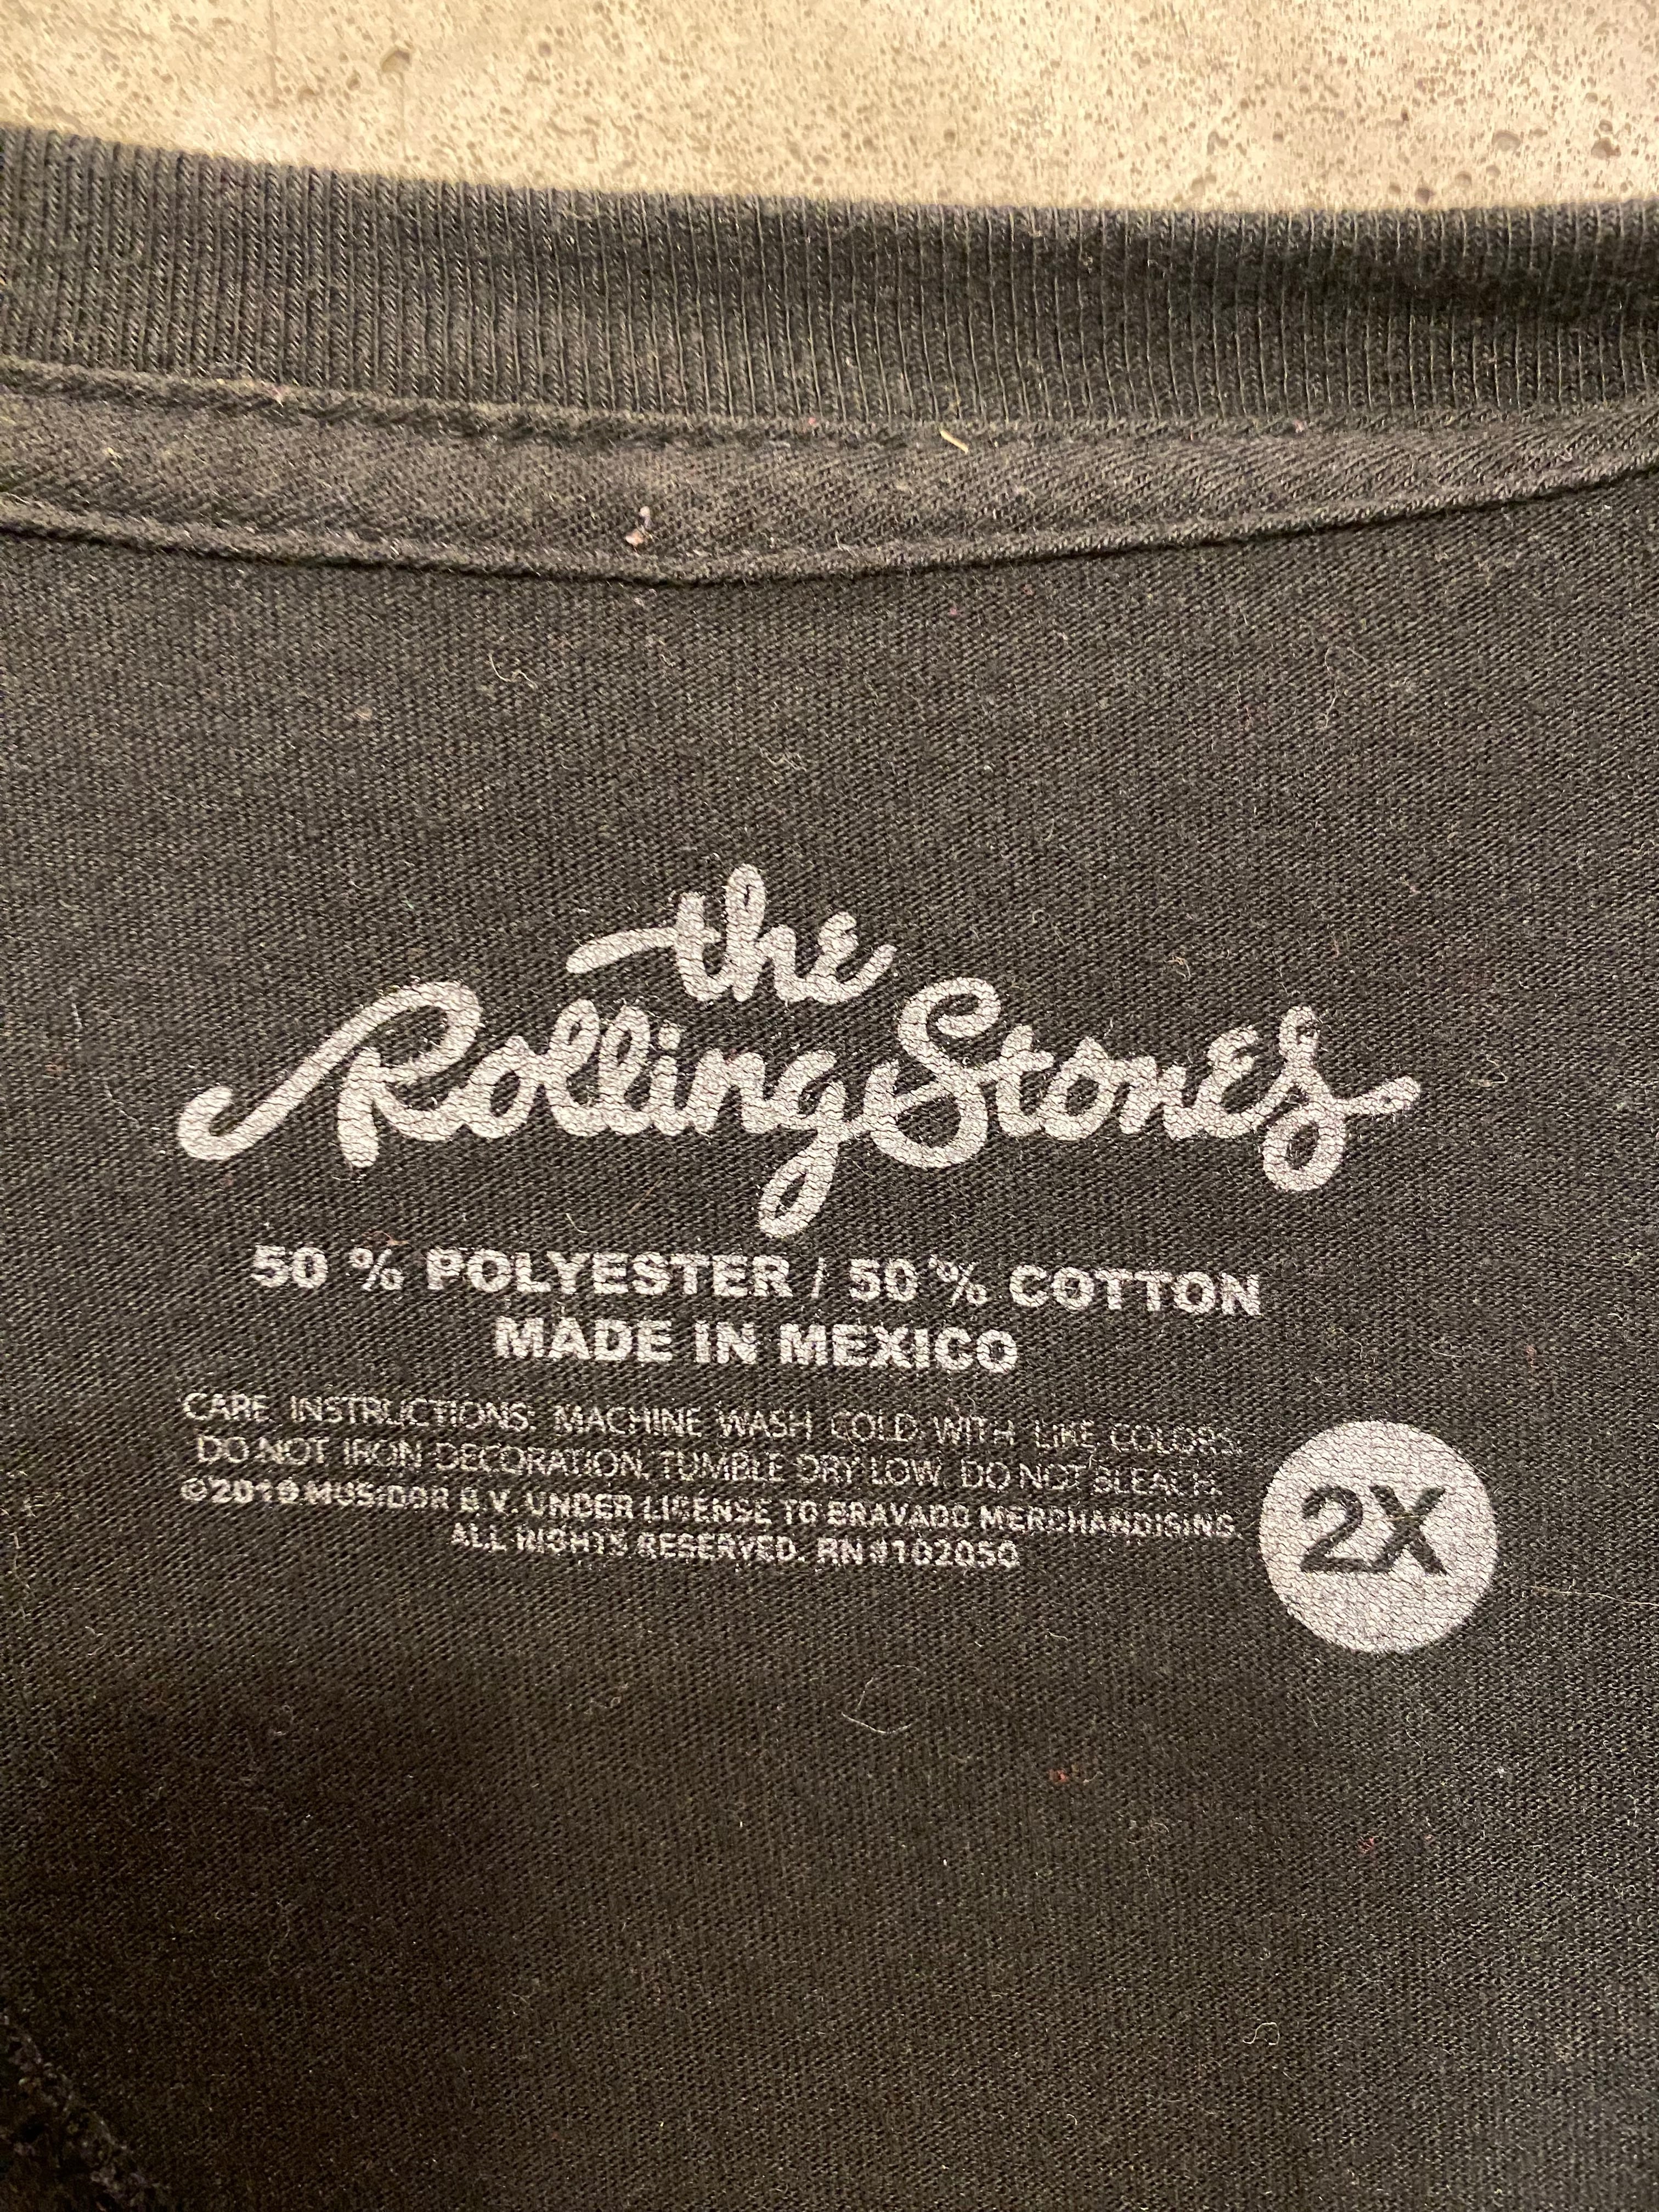 the
Rolling Stones
50 % POLYESTER / 50 % COTTON
MADE IN MEXICO
CARE INSTRUCTIONS: MACHINE WASH COLD WITH LIKE COLORS.
DO NOT IRON DECORATION. TUMBLE DRY LOW. DO NOT BLEACH.
©2019 MUSIDOR B.V. UNDER LICENSE TO BRAVADO MERCHANDISING
ALL RIGHTS RESERVED. RN#102050
2X